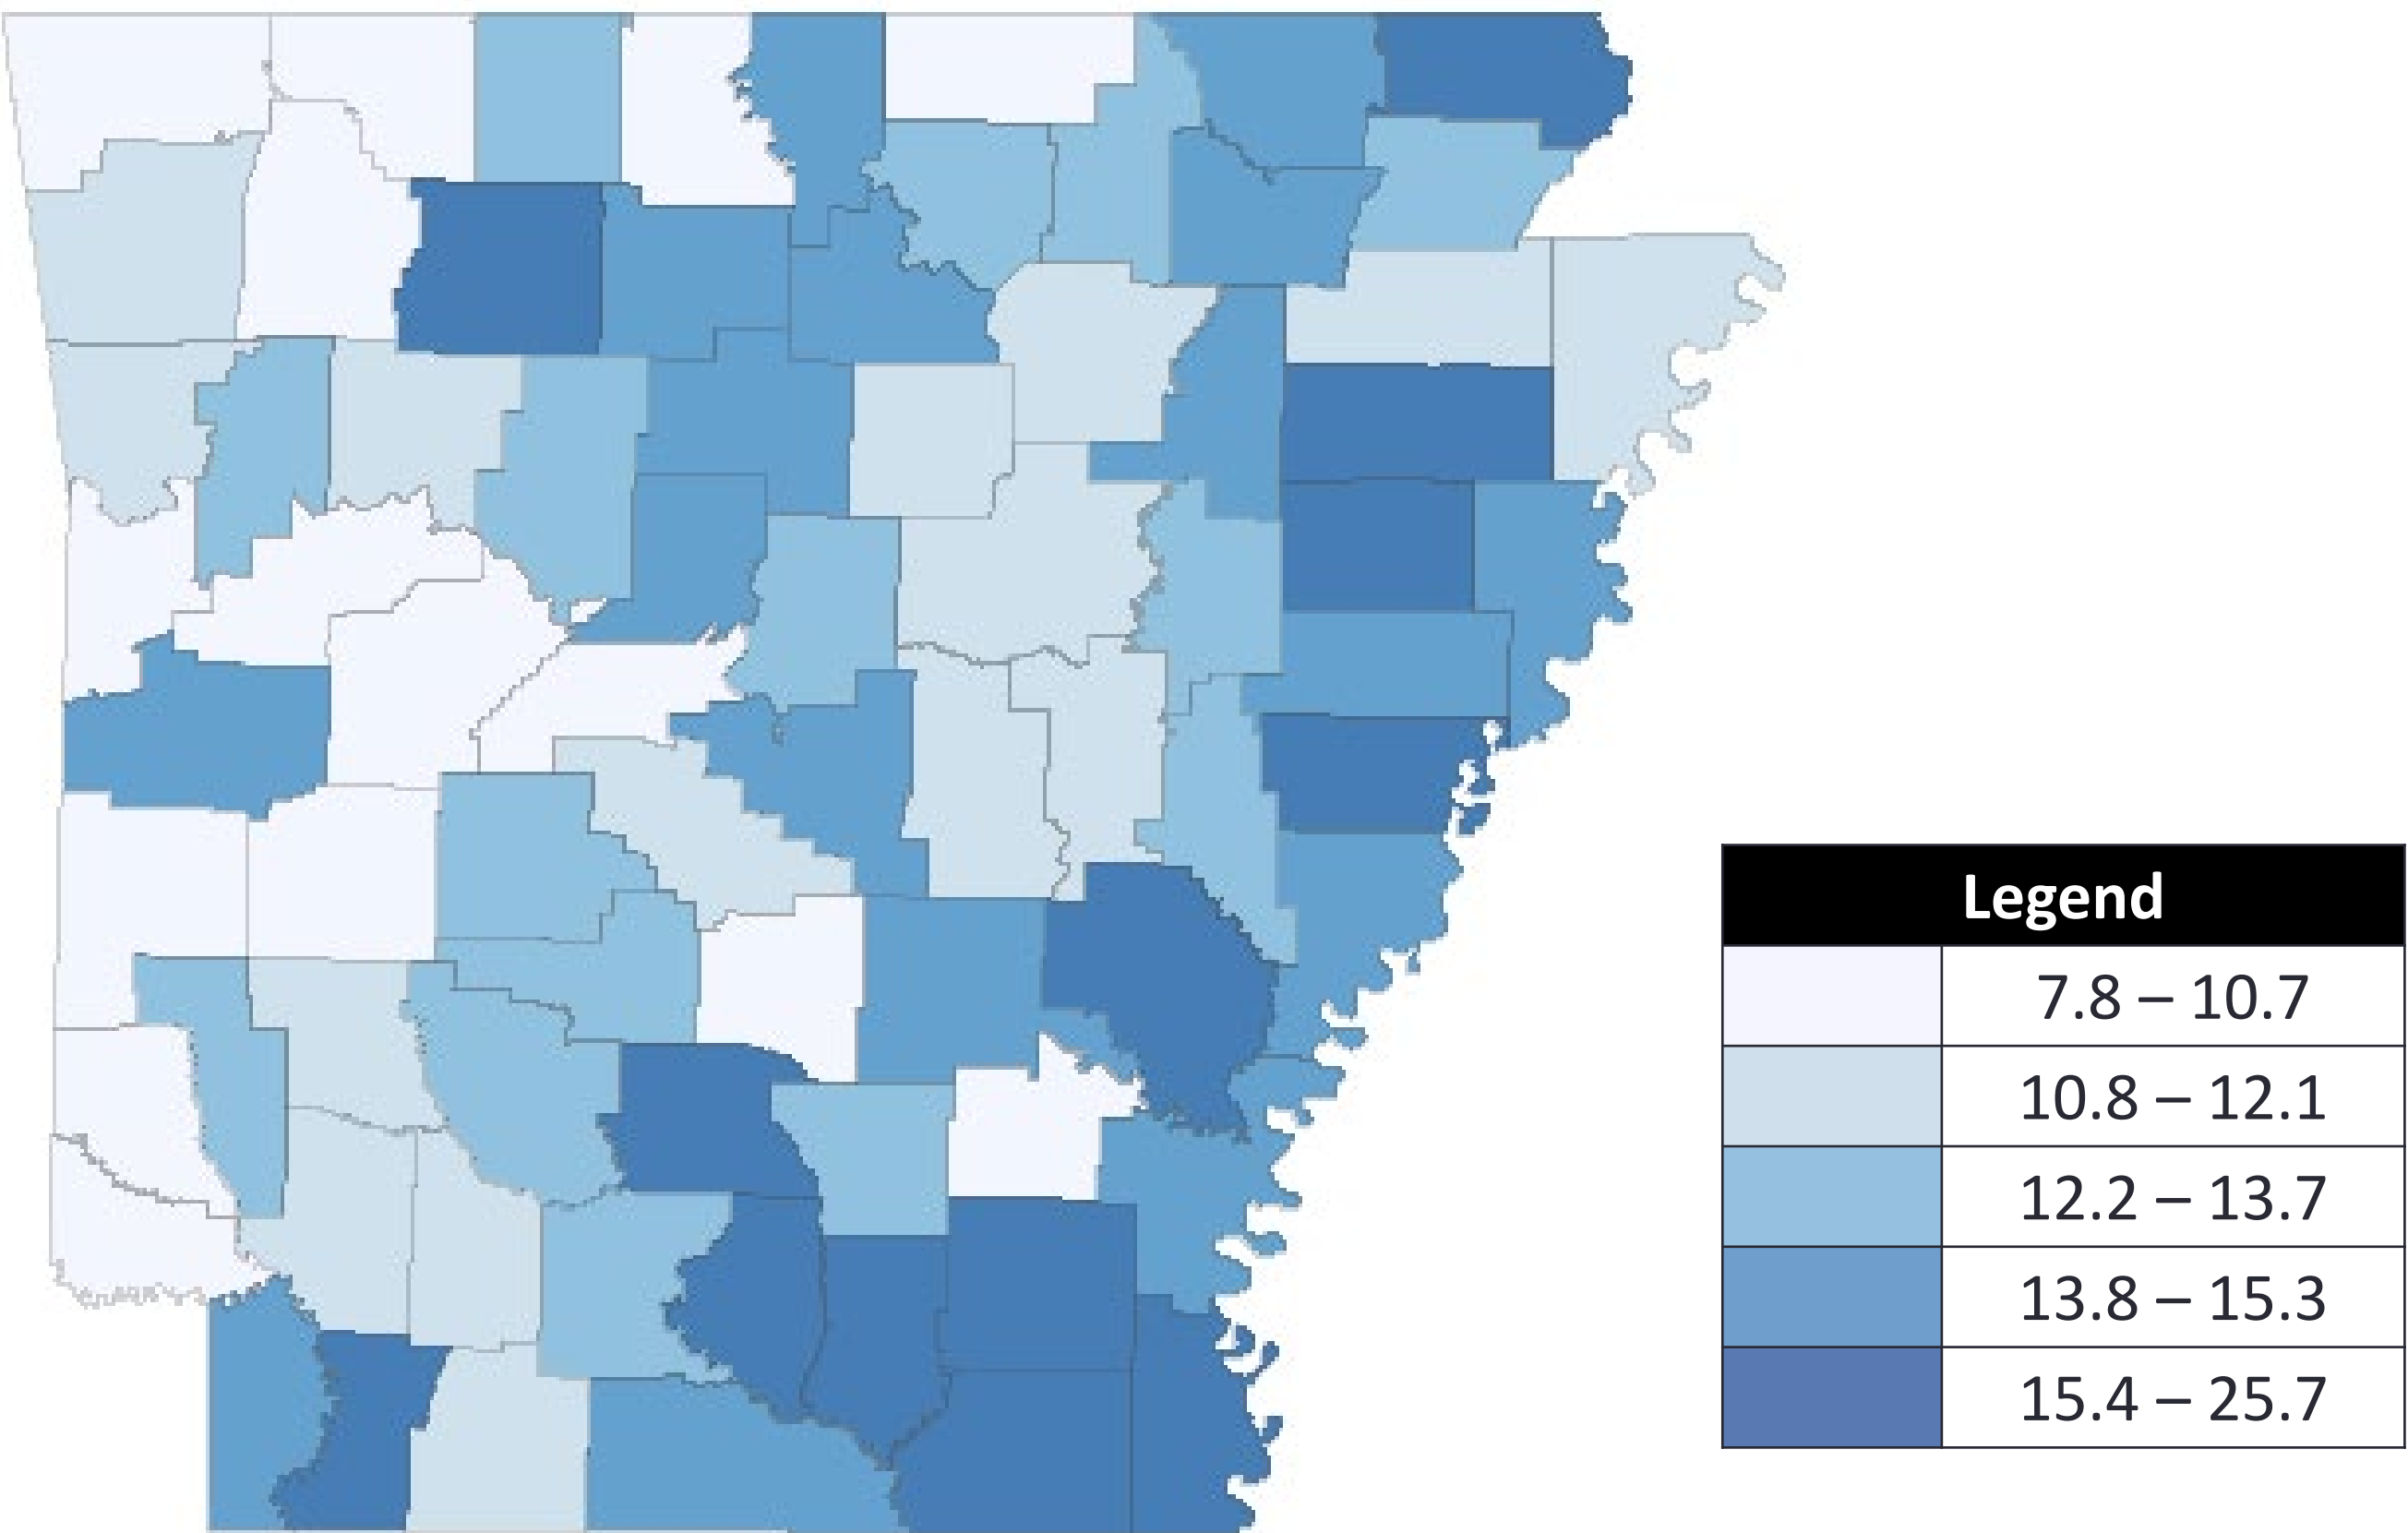 Legend
7.8 – 10.7
10.8 – 12.1
12.2 – 13.7
13.8 – 15.3
15.4 – 25.7